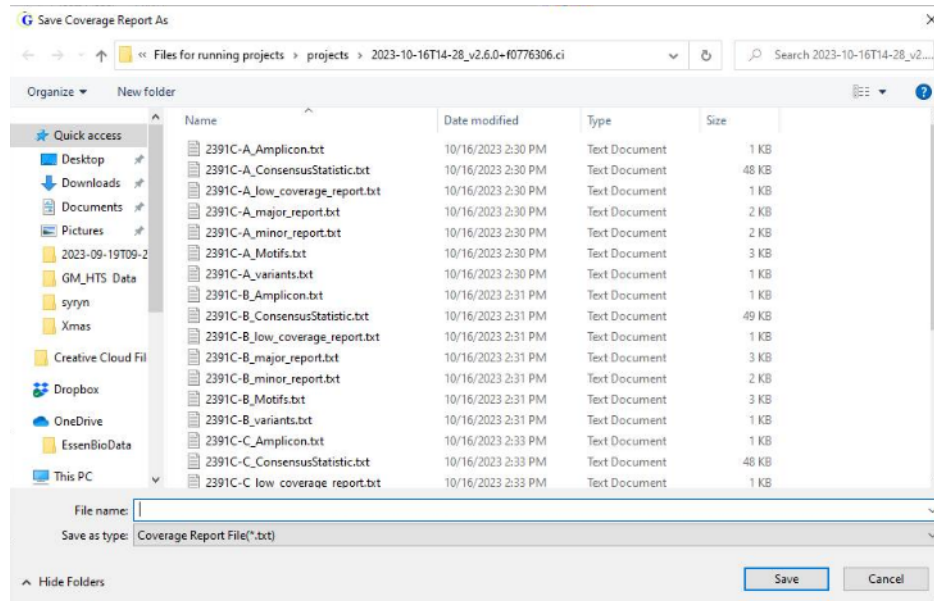 G Save Coverage Report As
« Files for running projects › projects › 2023-10-16T14-28_v2.6.0+f0776306.ci
Search 2023-10-16T14-28_v2....
Organize
New folder
Name Date modified Type Size
Quick access
Desktop
Downloads
Documents
Pictures
2023-09-19T09-2
GM_HTS Data
syryn
Xmas
Creative Cloud Fil
Dropbox
OneDrive
EssenBioData
This PC
2391C-A_Amplicon.txt 10/16/2023 2:30 PM Text Document 1 KB
2391C-A_ConsensusStatistic.txt 10/16/2023 2:30 PM Text Document 48 KB
2391C-A_low_coverage_report.txt 10/16/2023 2:30 PM Text Document 1 KB
2391C-A_major_report.txt 10/16/2023 2:30 PM Text Document 2 KB
2391C-A_minor_report.txt 10/16/2023 2:30 PM Text Document 2 KB
2391C-A_Motifs.txt 10/16/2023 2:30 PM Text Document 3 KB
2391C-A_variants.txt 10/16/2023 2:30 PM Text Document 1 KB
2391C-B_Amplicon.txt 10/16/2023 2:31 PM Text Document 1 KB
2391C-B_ConsensusStatistic.txt 10/16/2023 2:31 PM Text Document 49 KB
2391C-B_low_coverage_report.txt 10/16/2023 2:31 PM Text Document 1 KB
2391C-B_major_report.txt 10/16/2023 2:31 PM Text Document 3 KB
2391C-B_minor_report.txt 10/16/2023 2:31 PM Text Document 2 KB
2391C-B_Motifs.txt 10/16/2023 2:31 PM Text Document 3 KB
2391C-B_variants.txt 10/16/2023 2:31 PM Text Document 1 KB
2391C-C_Amplicon.txt 10/16/2023 2:33 PM Text Document 1 KB
2391C-C_ConsensusStatistic.txt 10/16/2023 2:33 PM Text Document 48 KB
2391C-C_low_coverage_report.txt 10/16/2023 2:33 PM Text Document 1 KB
File name:
Save as type: Coverage Report File(*.txt)
Hide Folders
Save
Cancel